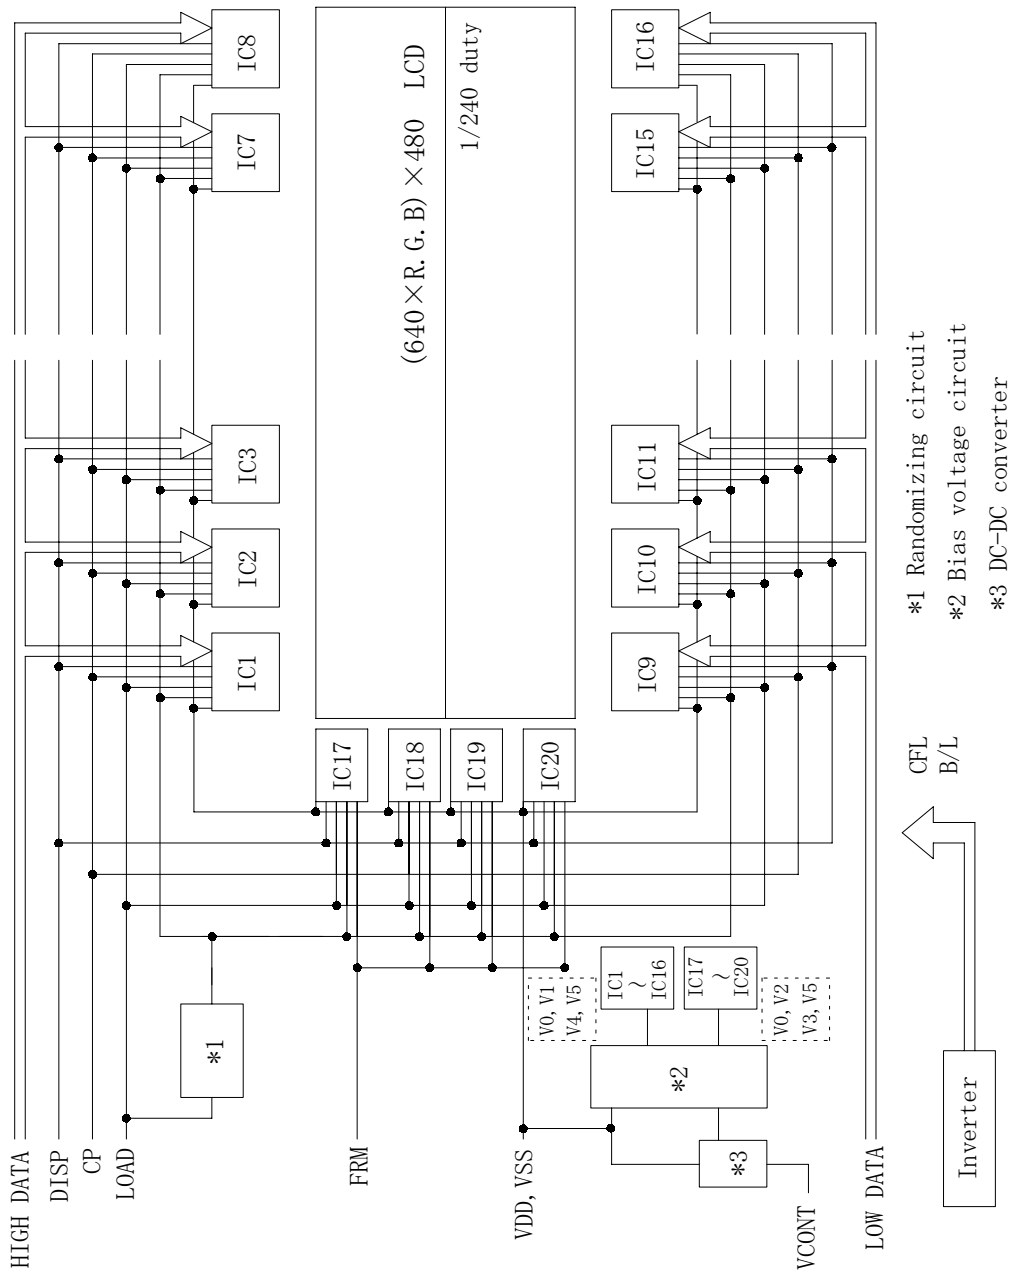 HIGH DATA
DISP
CP
LOAD
FRM
VDD, VSS
VCONT
LOW DATA
*1
*2
*3
V0, V1
V4, V5
IC1
~
IC16
IC17
~
IC20
V0, V2
V3, V5
IC17
IC18
IC19
IC20
IC1
IC2
IC3
IC7
IC8
(640×R. G. B)×480 LCD
1/240 duty
IC9
IC10
IC11
IC15
IC16
Inverter
CFL
B/L
*1 Randomizing circuit
*2 Bias voltage circuit
*3 DC-DC converter